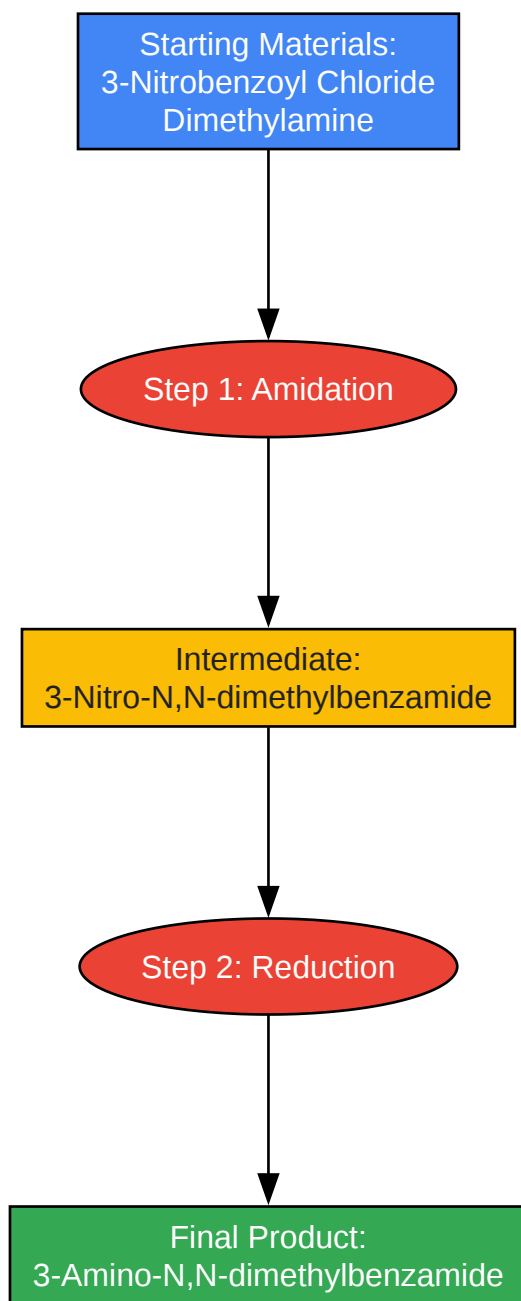 Starting Materials:
3-Nitrobenzoyl Chloride
Dimethylamine
Step 1: Amidation
Intermediate:
3-Nitro-N,N-dimethylbenzamide
Step 2: Reduction
Final Product:
3-Amino-N,N-dimethylbenzamide